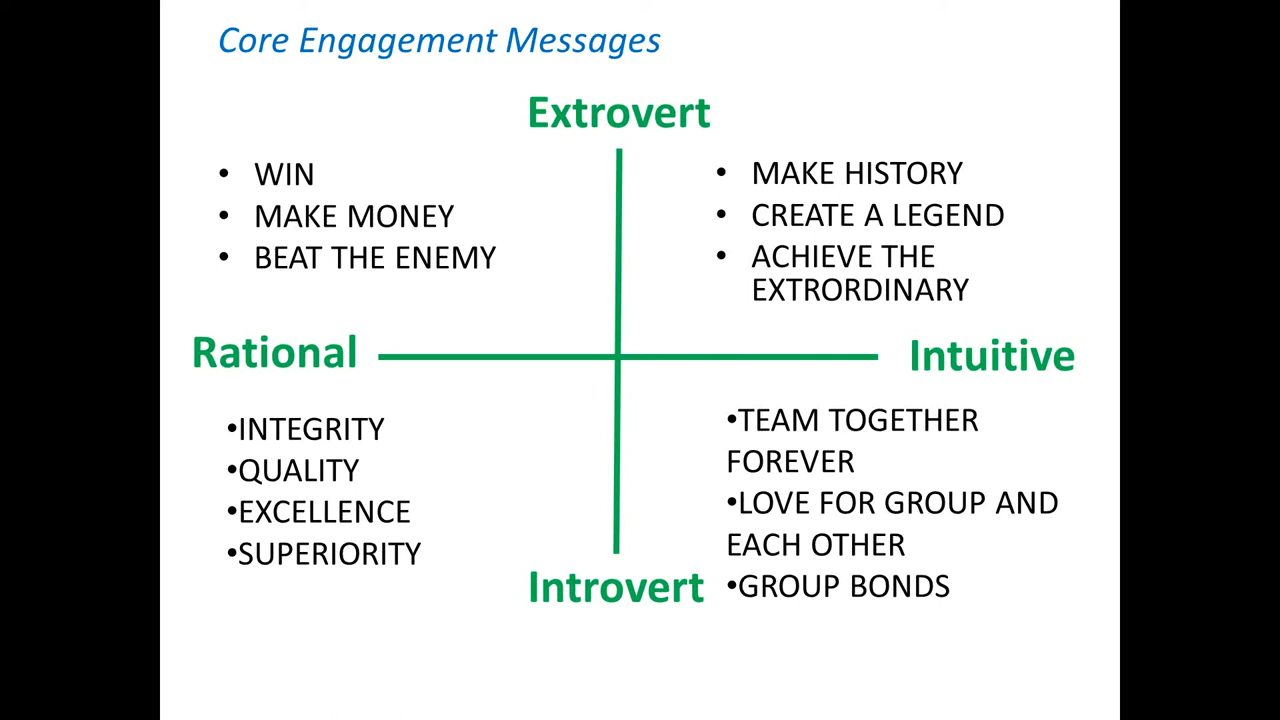 Core Engagement Messages
Extrovert
• WIN
• MAKE MONEY
• BEAT THE ENEMY
• MAKE HISTORY
• CREATE A LEGEND
• ACHIEVE THE
EXTRORDINARY
Rational
Intuitive
•INTEGRITY
•QUALITY
•EXCELLENCE
•SUPERIORITY
•TEAM TOGETHER
FOREVER
•LOVE FOR GROUP AND
EACH OTHER
•GROUP BONDS
Introvert